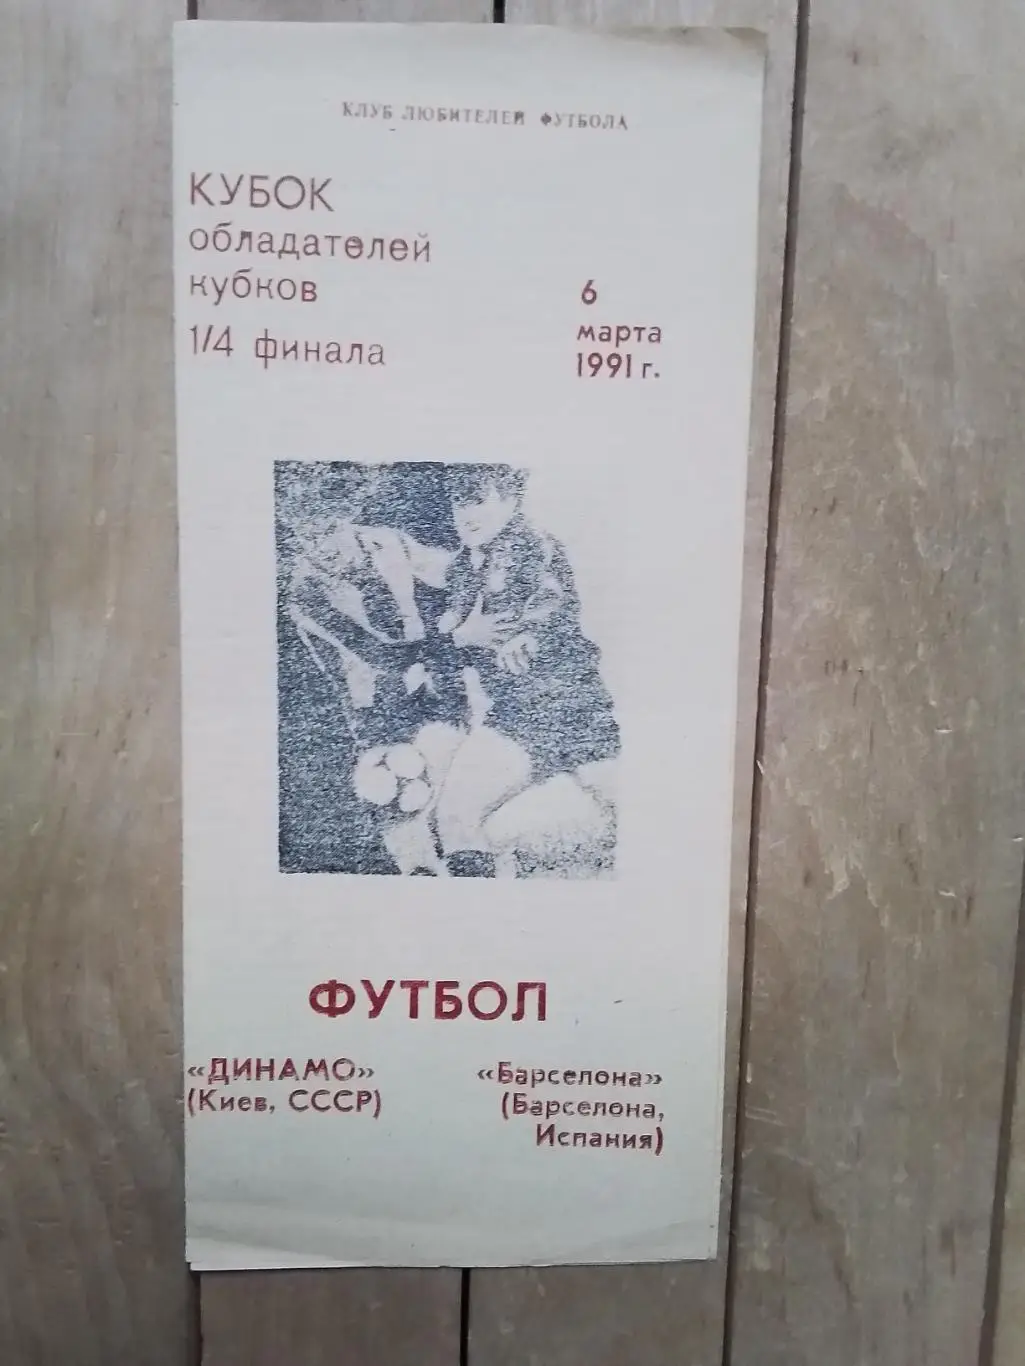 КЛУБ ЛЮБИТЕЛЕЙ ФУТБОЛА
КУБОК
обладателей
кубков
1/4 финала
6
марта
1991 г.
ФУТБОЛ
«ДИНАМО»
(Киев, СССР)
«Барселона»
(Барселона,
Испания)